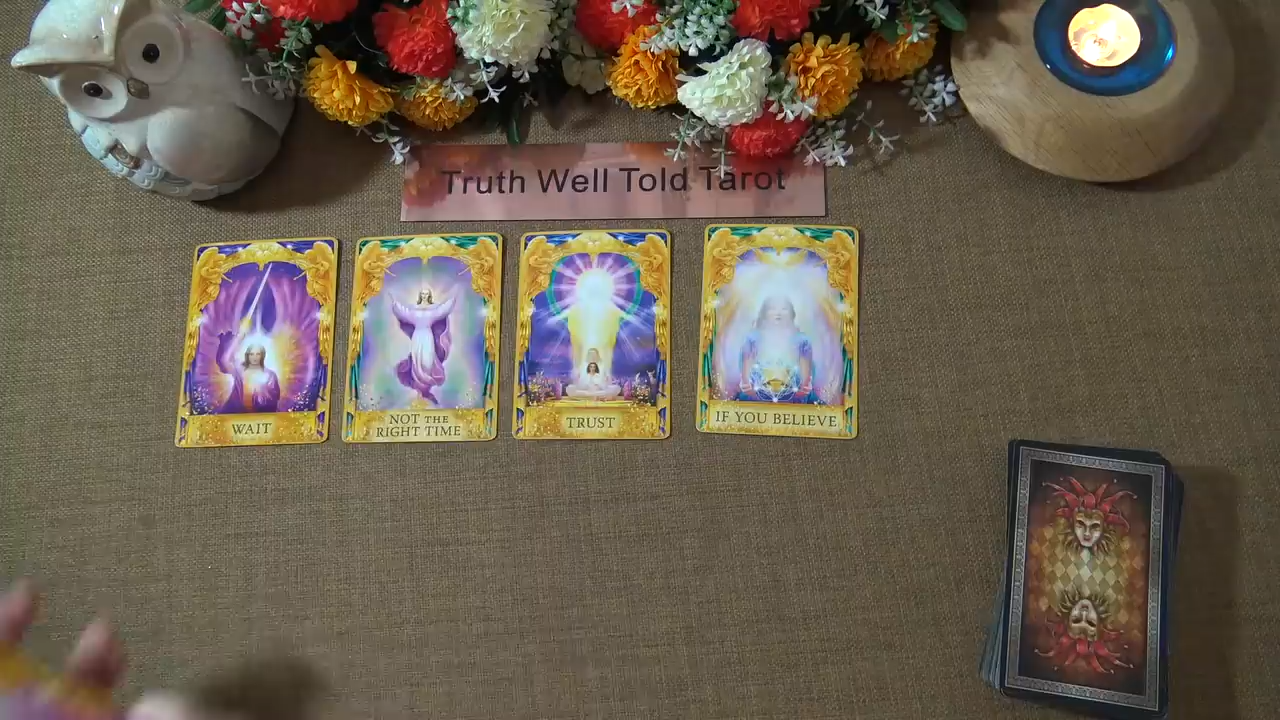 Truth Well Told Tarot
WAIT
NOT THE
RIGHT TIME
TRUST
IF YOU BELIEVE